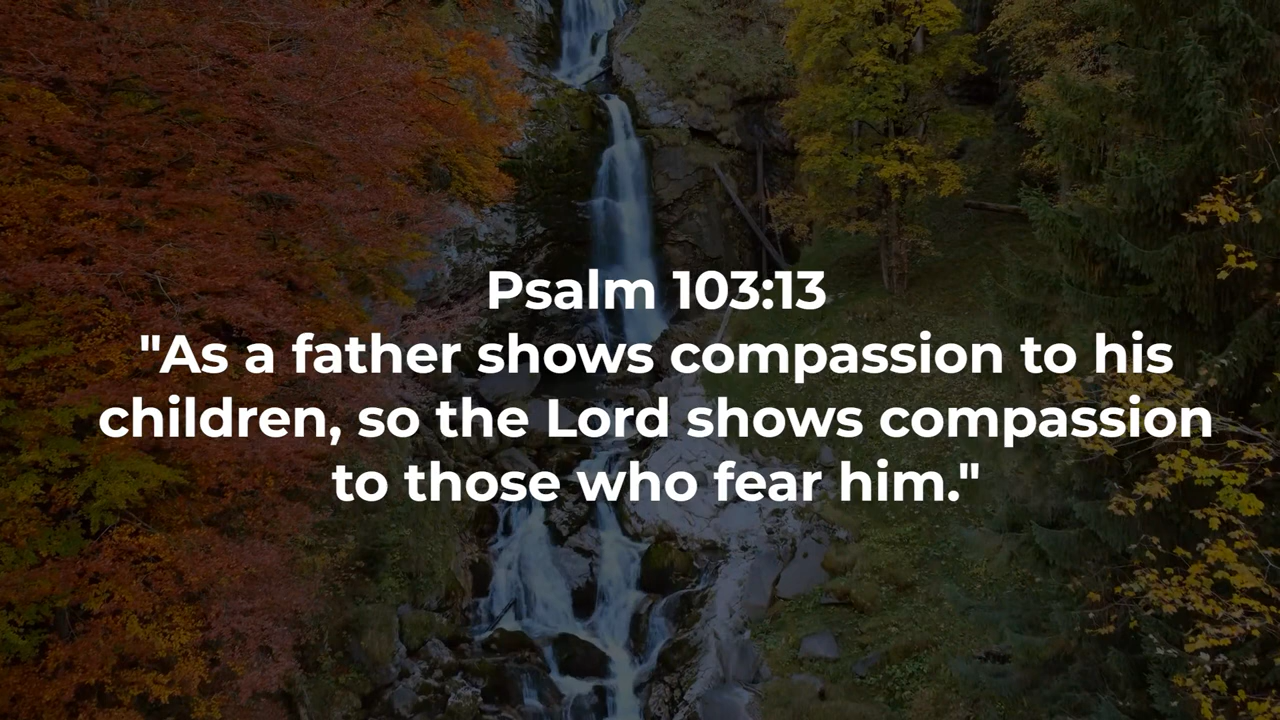 Psalm 103:13
"As a father shows compassion to his
children, so the Lord shows compassion
to those who fear him."